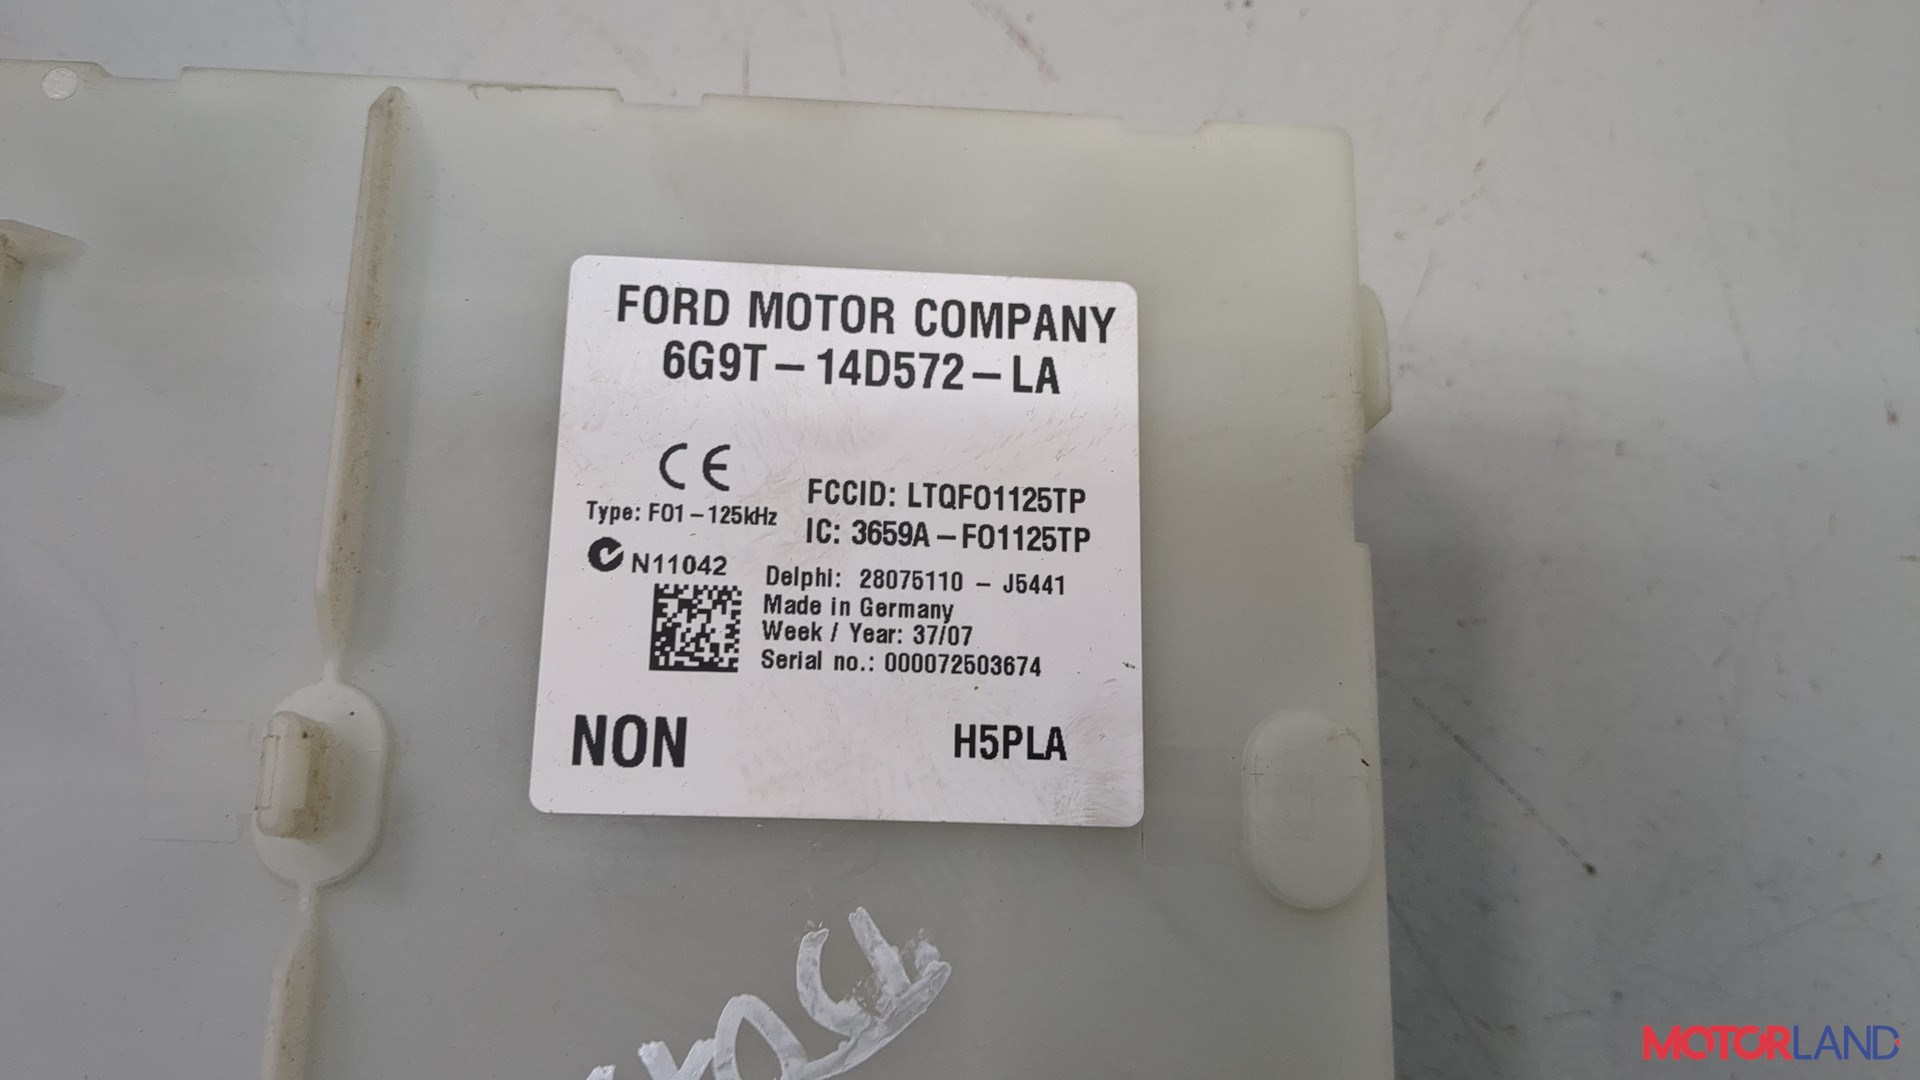 FORD MOTOR COMPANY
6G9T – 14D572 – LA
CE
Type: F01 – 125kHz
FCCID: LTQF01125TP
IC: 3659A – F01125TP
N11042
Delphi: 28075110 – J5441
Made in Germany
Week / Year: 37/07
Serial no.: 000072503674
NON
H5PLA
MOTORLAND